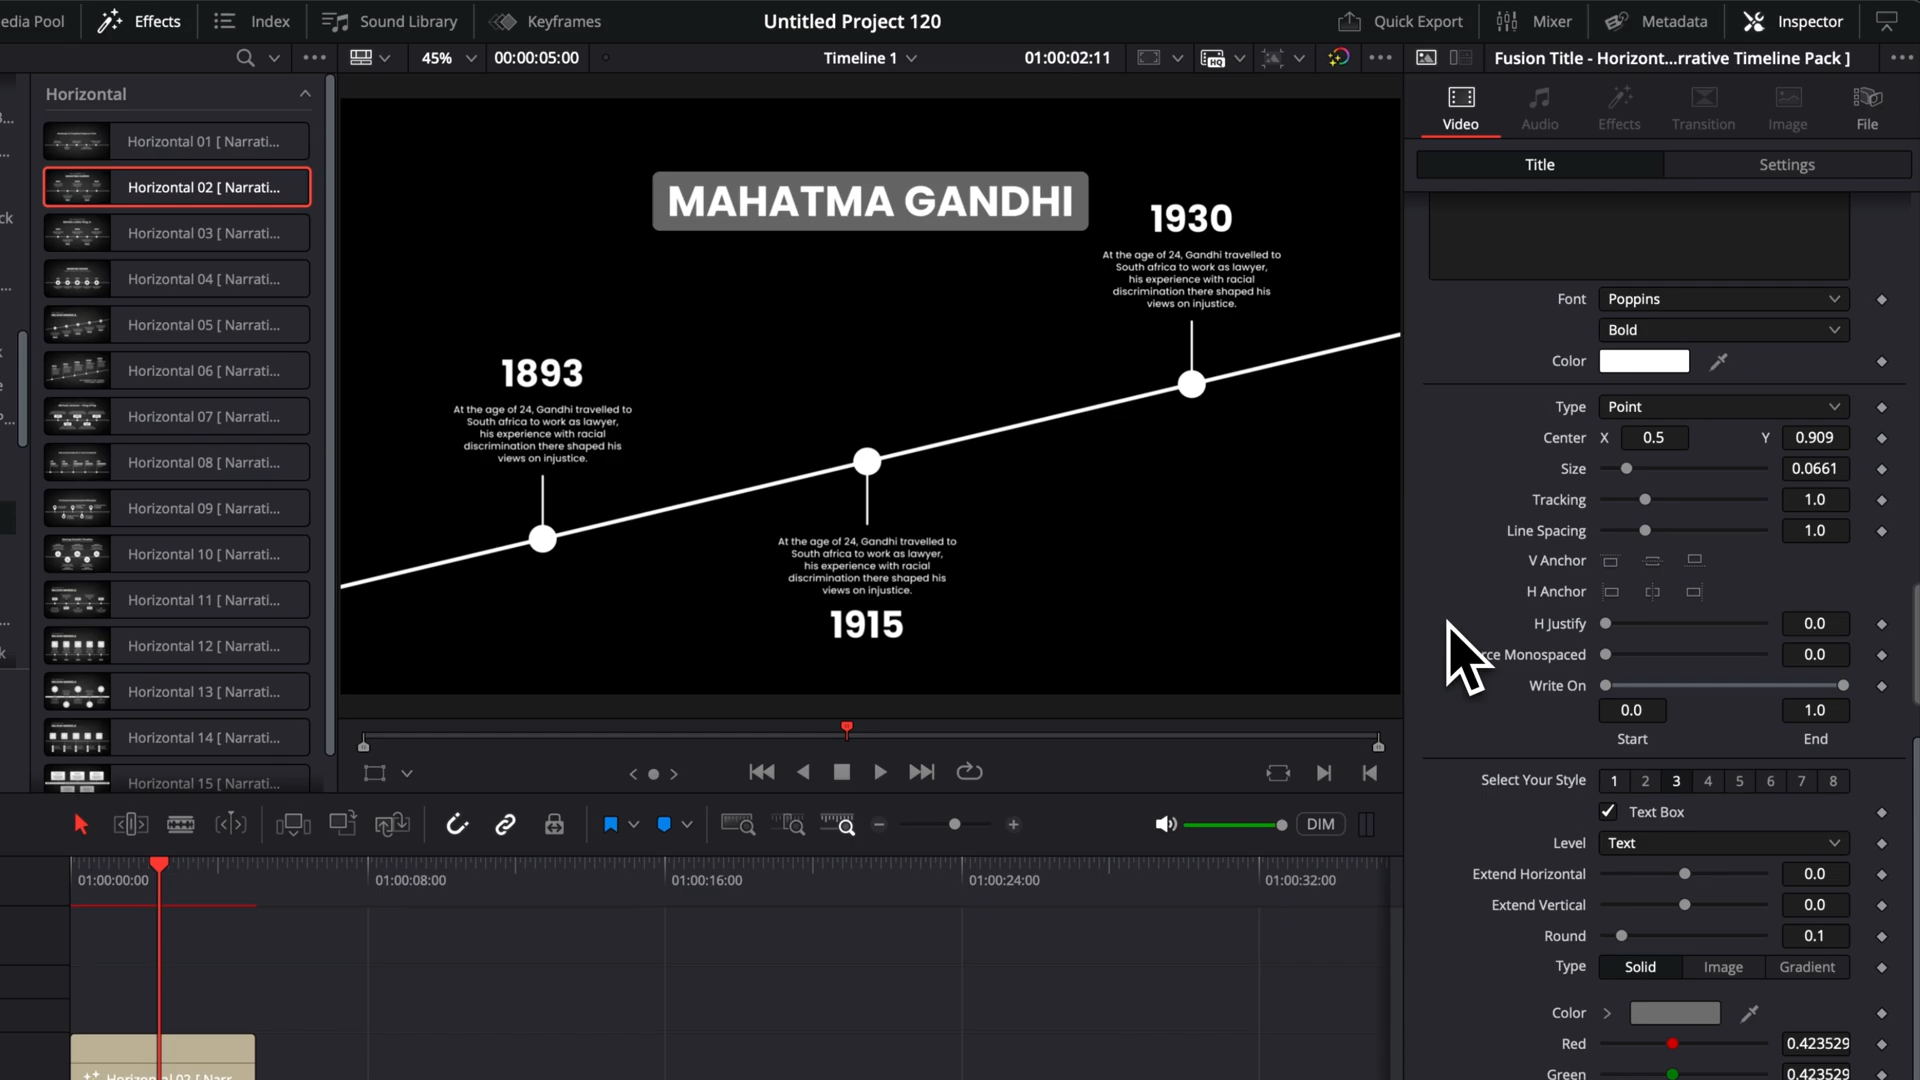 edia Pool
Effects
Index
Sound Library
Keyframes
Untitled Project 120
Quick Export
Mixer
Metadata
Inspector
45%
00:00:05:00
Timeline 1
01:00:02:11
Fusion Title - Horizont...rrative Timeline Pack ]
Horizontal
Horizontal 01 [ Narrati...
Horizontal 02 [ Narrati...
Horizontal 03 [ Narrati...
Horizontal 04 [ Narrati...
Horizontal 05 [ Narrati...
Horizontal 06 [ Narrati...
Horizontal 07 [ Narrati...
Horizontal 08 [ Narrati...
Horizontal 09 [ Narrati...
Horizontal 10 [ Narrati...
Horizontal 11 [ Narrati...
Horizontal 12 [ Narrati...
Horizontal 13 [ Narrati...
Horizontal 14 [ Narrati...
Horizontal 15 [ Narrati...
MAHATMA GANDHI
1893
At the age of 24, Gandhi travelled to
South africa to work as lawyer,
his experience with racial
discrimination there shaped his
views on injustice.
1930
At the age of 24, Gandhi travelled to
South africa to work as lawyer,
his experience with racial
discrimination there shaped his
views on injustice.
At the age of 24, Gandhi travelled to
South africa to work as lawyer,
his experience with racial
discrimination there shaped his
views on injustice.
1915
Video
Audio
Effects
Transition
Image
File
Title
Settings
Font Poppins
Bold
Color
Type Point
Center X 0.5 Y 0.909
Size 0.0661
Tracking 1.0
Line Spacing 1.0
V Anchor
H Anchor
H Justify 0.0
rce Monospaced 0.0
Write On
0.0 1.0
Start End
Select Your Style 1 2 3 4 5 6 7 8
Text Box
Level Text
Extend Horizontal 0.0
Extend Vertical 0.0
Round 0.1
Type Solid Image Gradient
Color
Red 0.423529
Green 0.423529
HQ
DIM
01:00:00:00
01:00:08:00
01:00:16:00
01:00:24:00
01:00:32:00
Horizontal 02 [ Narr...